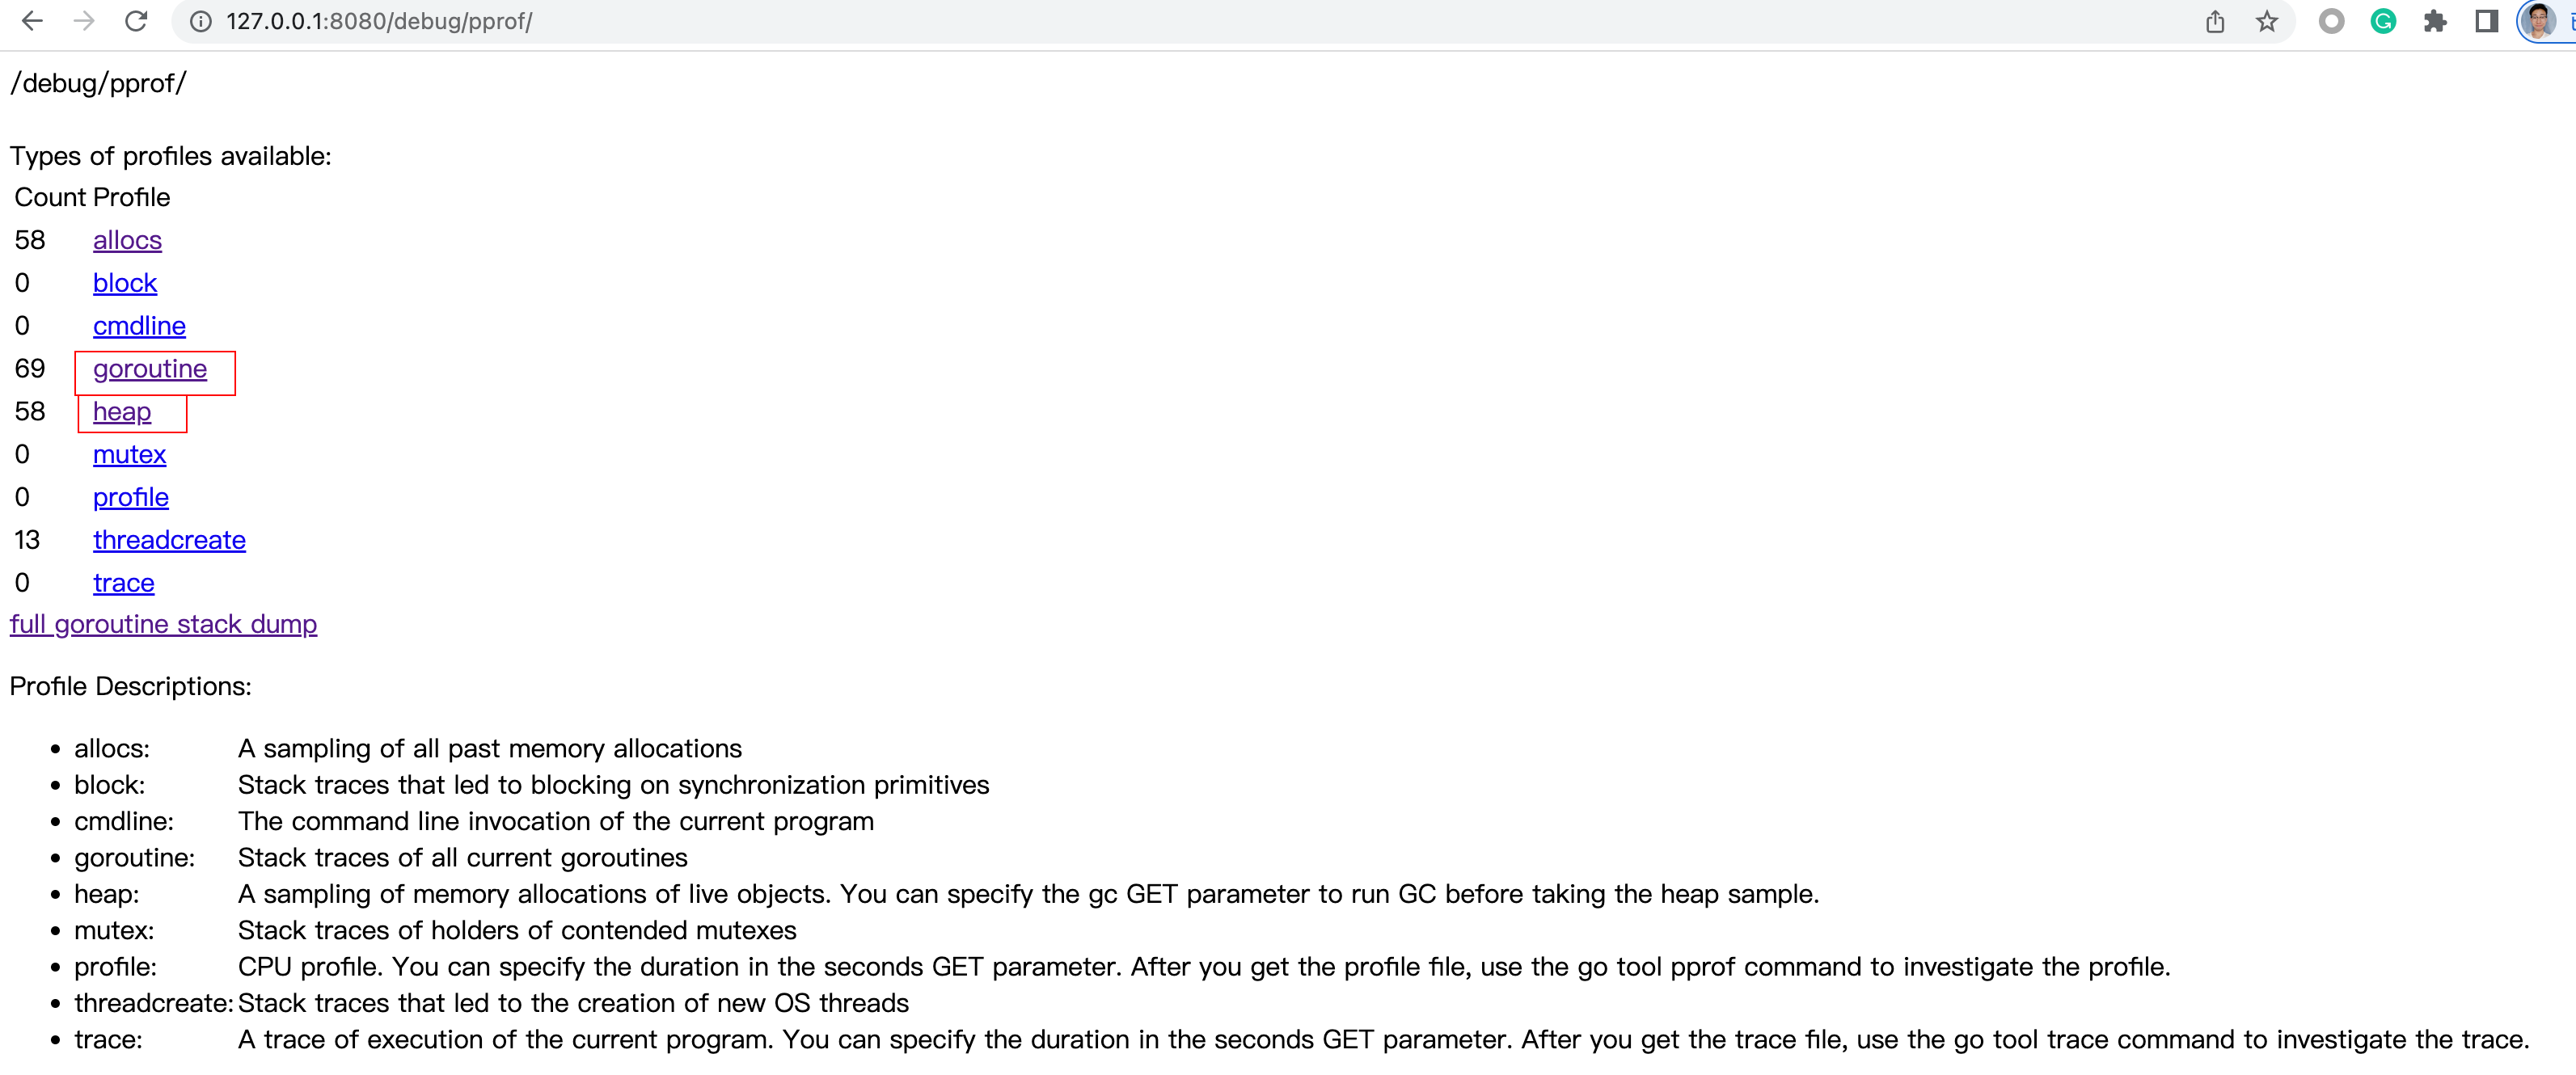 127.0.0.1:8080/debug/pprof/
/debug/pprof/
Types of profiles available:
Count Profile
58 allocs
0 block
0 cmdline
69 goroutine
58 heap
0 mutex
0 profile
13 threadcreate
0 trace
full goroutine stack dump
Profile Descriptions:
• allocs: A sampling of all past memory allocations
• block: Stack traces that led to blocking on synchronization primitives
• cmdline: The command line invocation of the current program
• goroutine: Stack traces of all current goroutines
• heap: A sampling of memory allocations of live objects. You can specify the gc GET parameter to run GC before taking the heap sample.
• mutex: Stack traces of holders of contended mutexes
• profile: CPU profile. You can specify the duration in the seconds GET parameter. After you get the profile file, use the go tool pprof command to investigate the profile.
• threadcreate: Stack traces that led to the creation of new OS threads
• trace: A trace of execution of the current program. You can specify the duration in the seconds GET parameter. After you get the trace file, use the go tool trace command to investigate the trace.